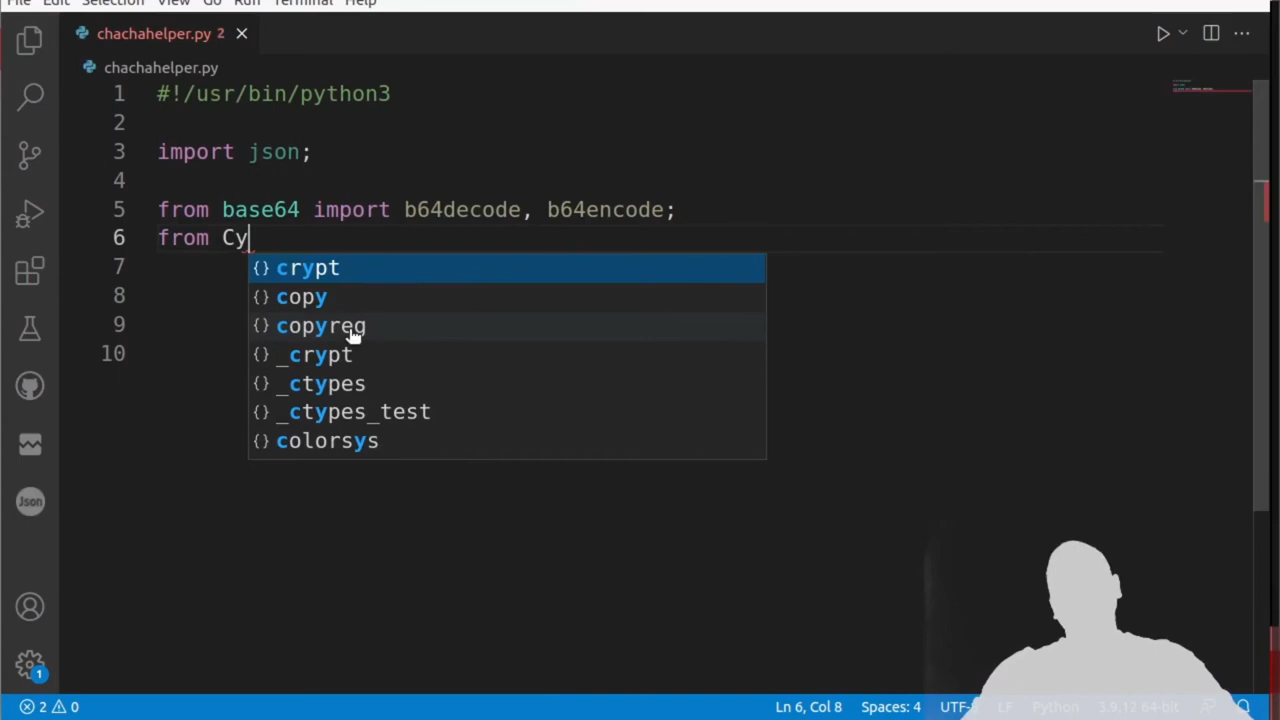 File Edit Selection View Go Run Terminal Help
chachahelper.py 2
chachahelper.py
1 #!/usr/bin/python3
2
3 import json;
4
5 from base64 import b64decode, b64encode;
6 from Cy
7 {} crypt
8 {} copy
9 {} copyreg
10 {} _crypt
{} _ctypes
{} _ctypes_test
{} colorsys
Json
1
2 0 Ln 6, Col 8 Spaces: 4 UTF-8 LF Python 3.9.12 64-bit